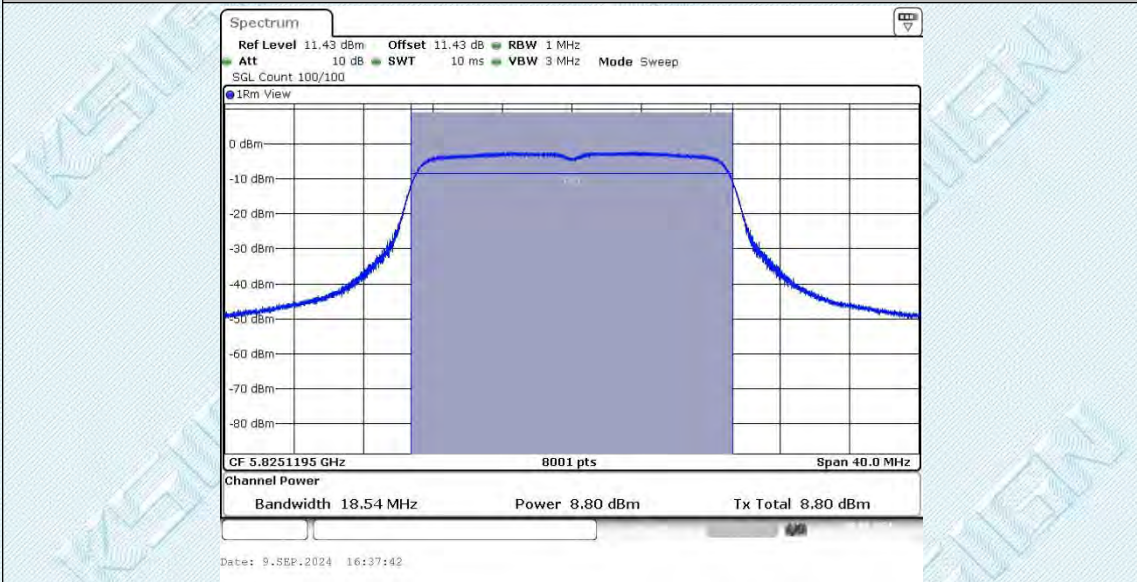 Spectrum
Ref Level 11.43 dBm Offset 11.43 dB RBW 1 MHz
Att 10 dB SWT 10 ms VBW 3 MHz Mode Sweep
SGL Count 100/100
1Rm View
0 dBm
-10 dBm
-20 dBm
-30 dBm
-40 dBm
-50 dBm
-60 dBm
-70 dBm
-80 dBm
CF 5.8251195 GHz 8001 pts Span 40.0 MHz
Channel Power
Bandwidth 18.54 MHz Power 8.80 dBm Tx Total 8.80 dBm
Date: 9.SEP.2024 16:37:42